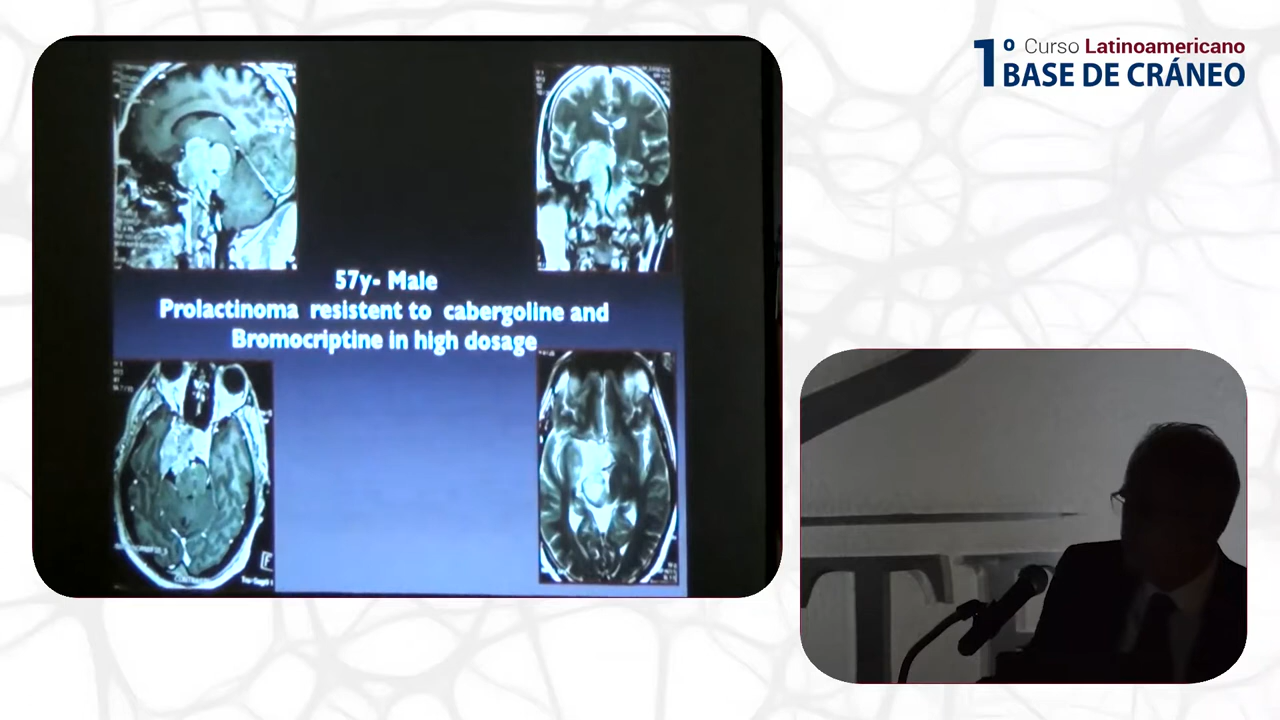 1º Curso Latinoamericano
BASE DE CRÁNEO
57y- Male
Prolactinoma resistent to cabergoline and
Bromocriptine in high dosage